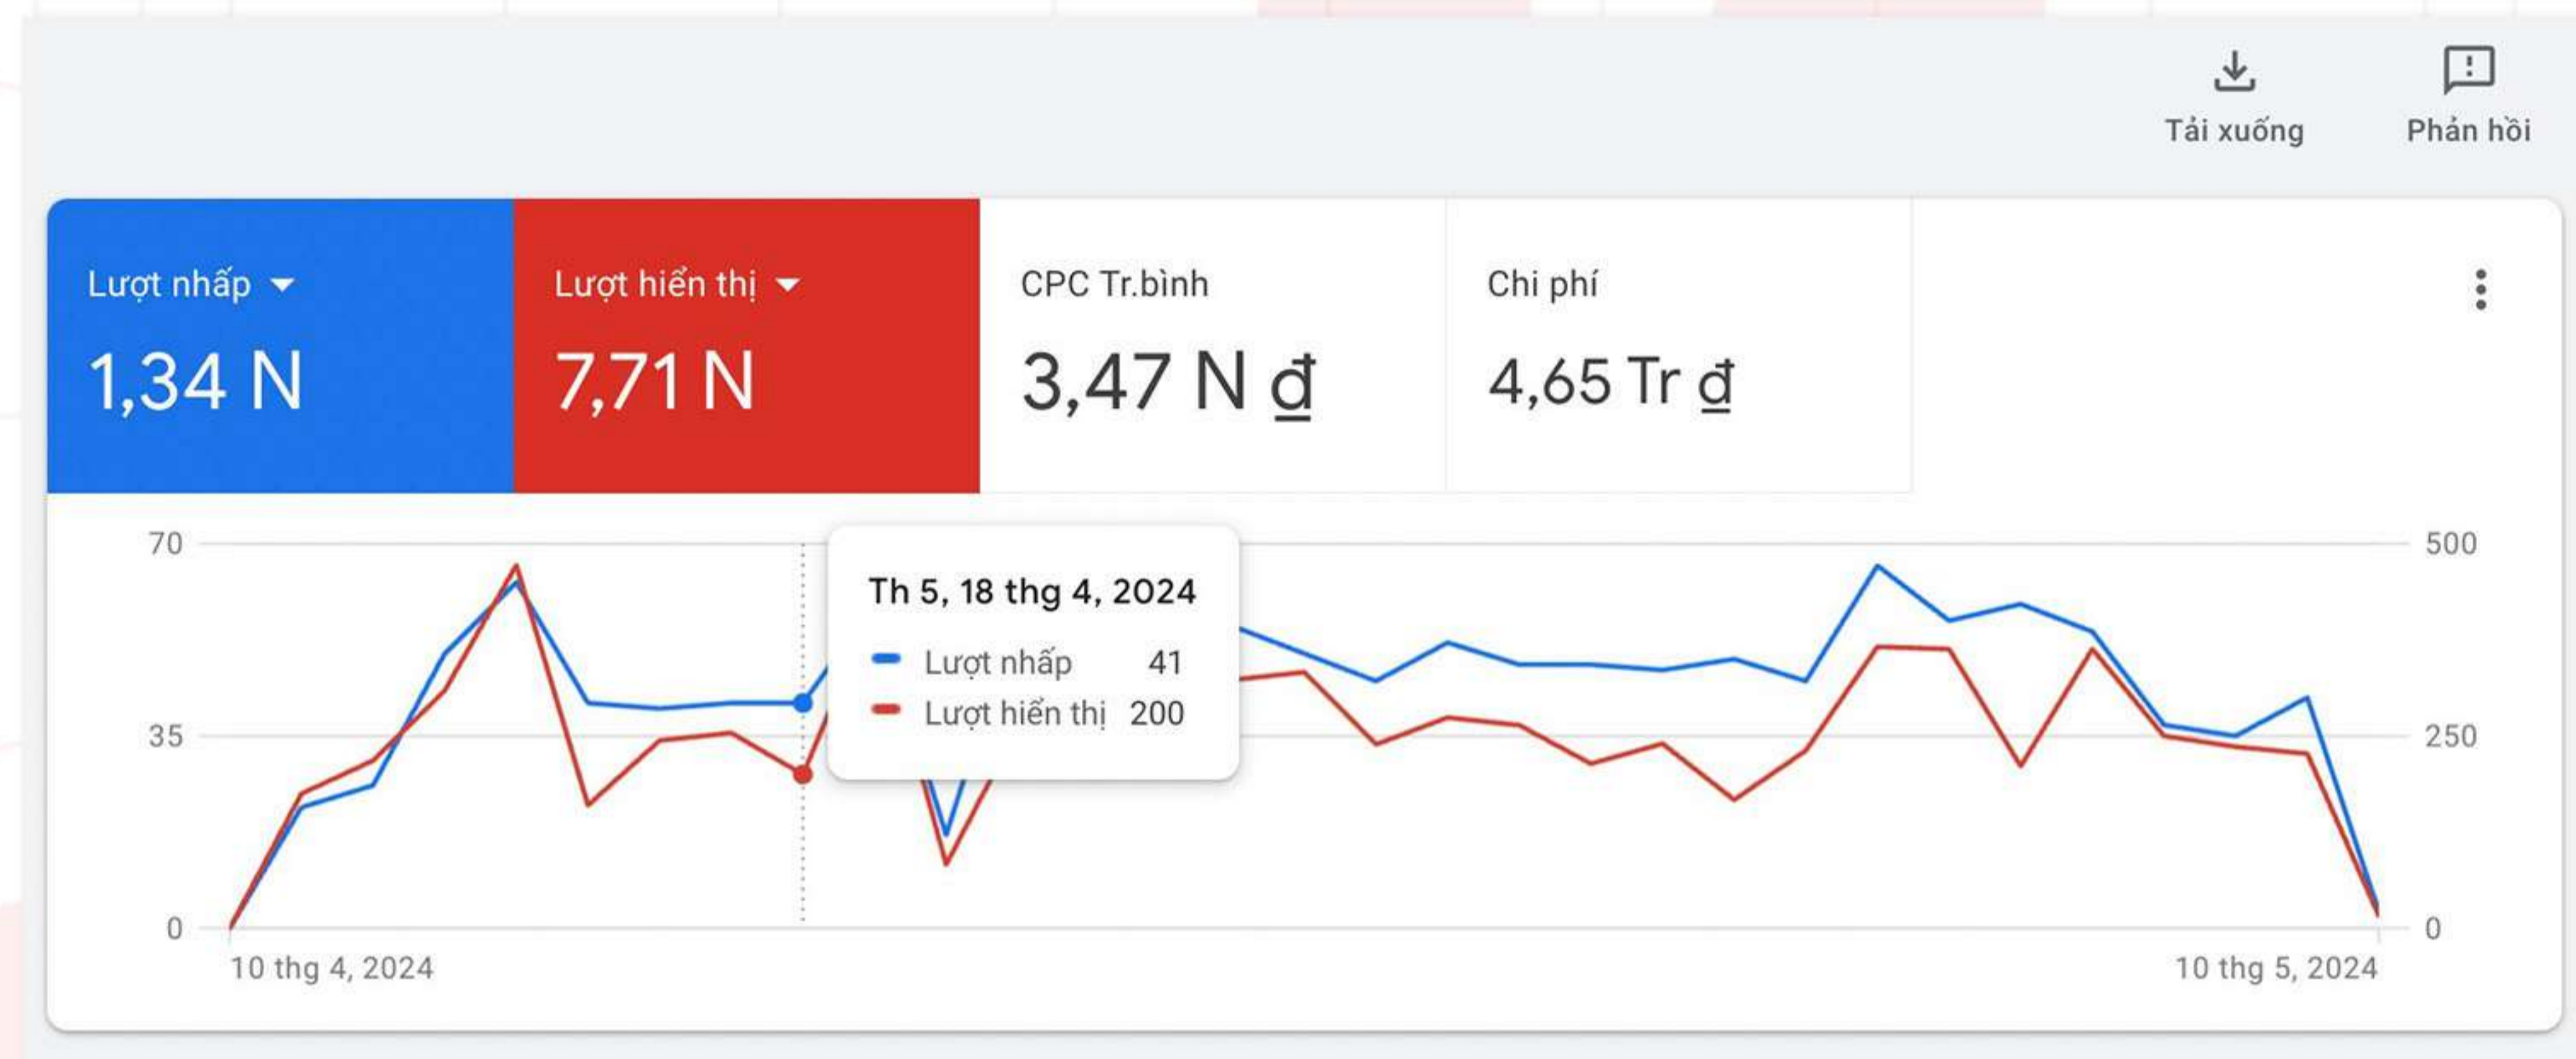 Tải xuống
Phản hồi
Lượt nhấp
1,34 N
Lượt hiển thị
7,71 N
CPC Tr.bình
3,47 N ₫
Chi phí
4,65 Tr ₫
70
500
35
250
0
0
Th 5, 18 thg 4, 2024
Lượt nhấp 41
Lượt hiển thị 200
10 thg 4, 2024
10 thg 5, 2024